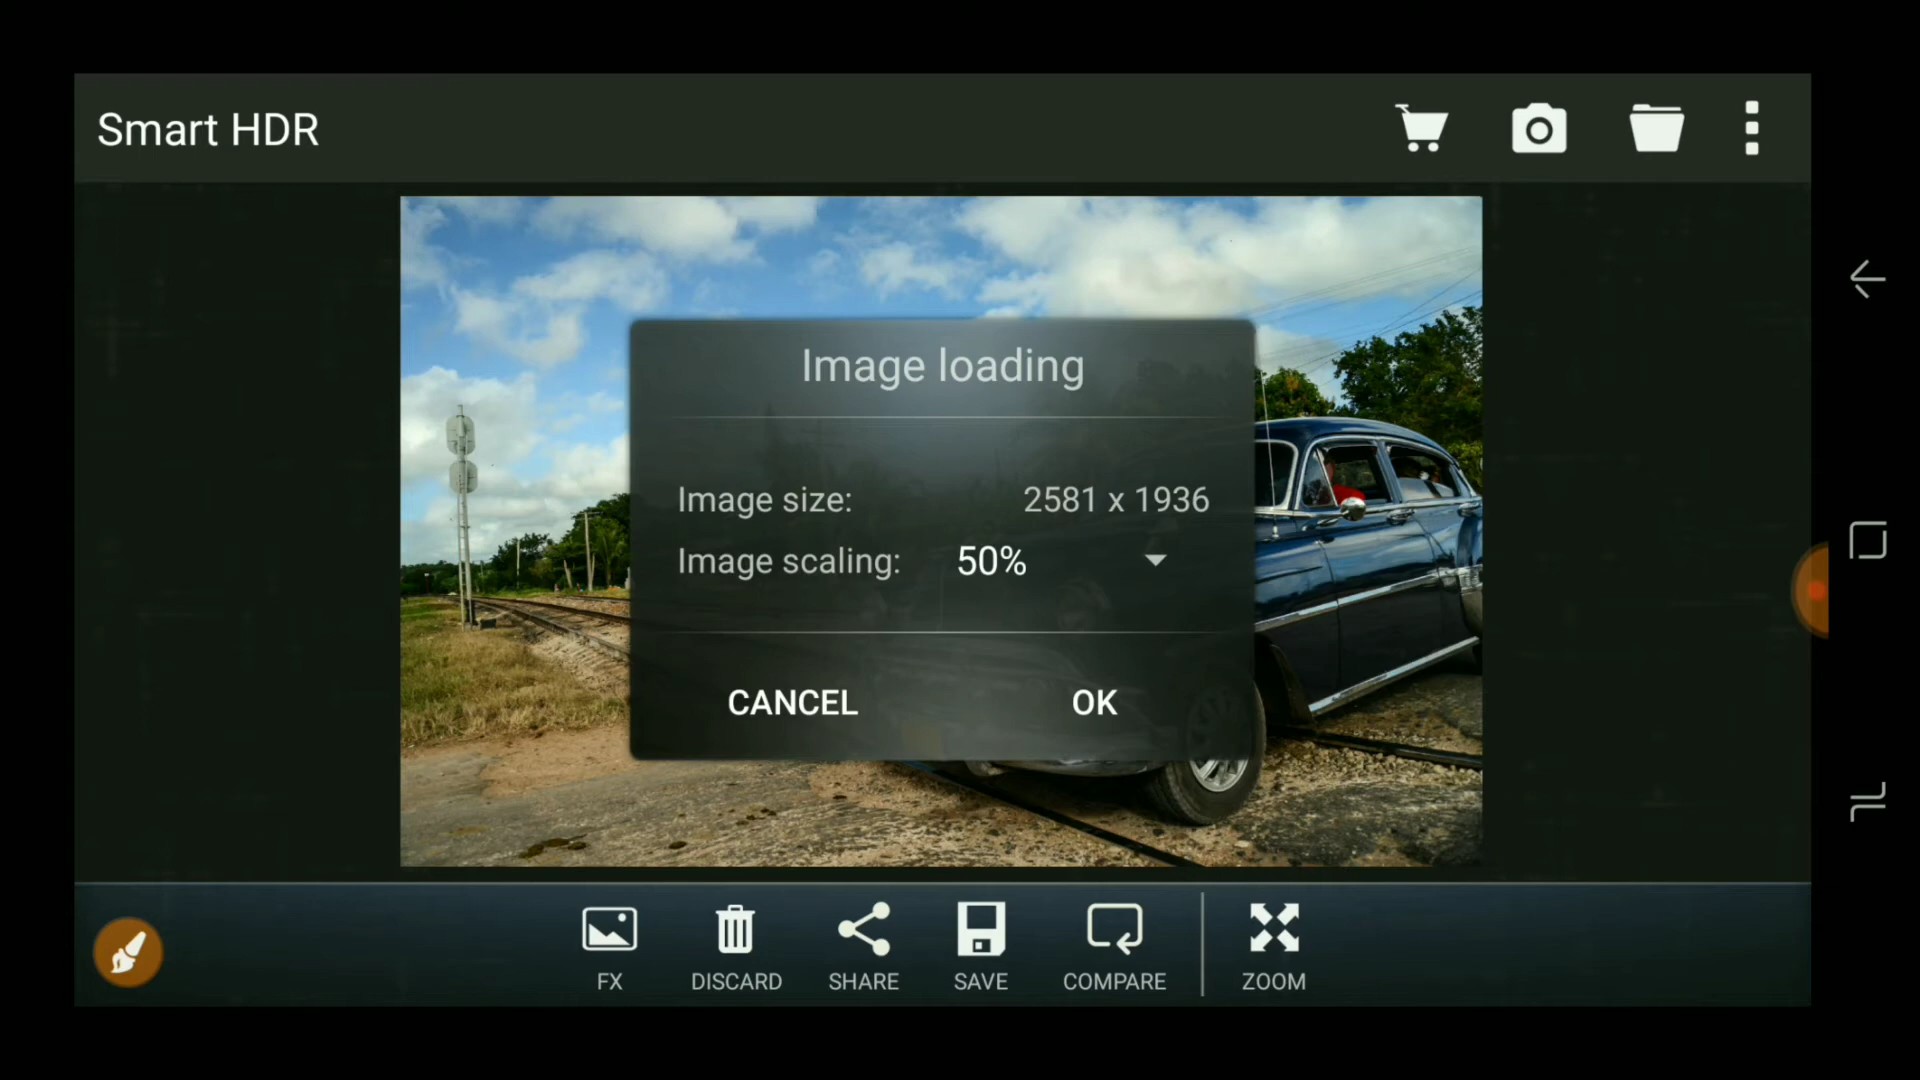 Smart HDR
Image loading
Image size: 2581 x 1936
Image scaling: 50%
CANCEL OK
FX DISCARD SHARE SAVE COMPARE ZOOM